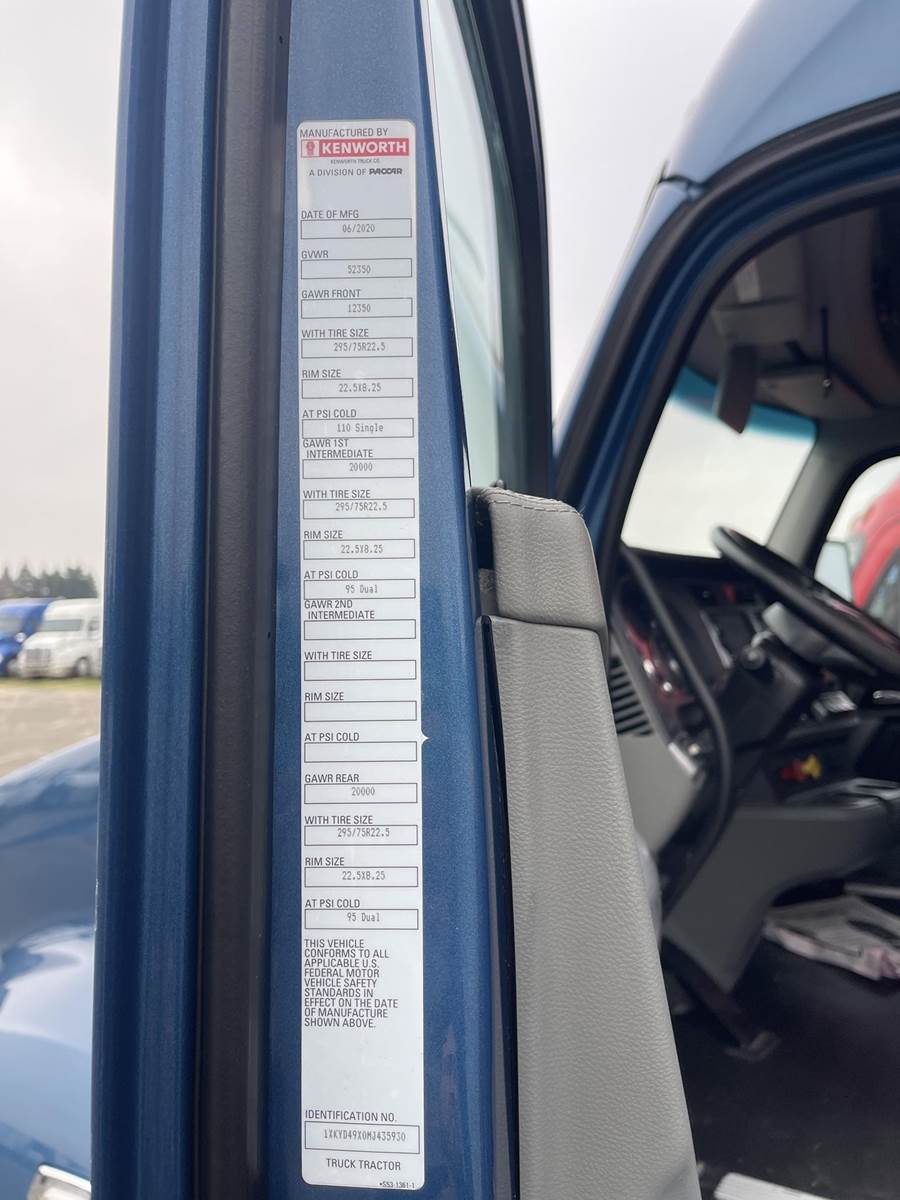 MANUFACTURED BY
KENWORTH
KENWORTH TRUCK CO.
A DIVISION OF PACCAR
DATE OF MFG
06/2020
GVWR
52350
GAWR FRONT
12350
WITH TIRE SIZE
295/75R22.5
RIM SIZE
22.5X8.25
AT PSI COLD
110 Single
GAWR 1ST
INTERMEDIATE
20000
WITH TIRE SIZE
295/75R22.5
RIM SIZE
22.5X8.25
AT PSI COLD
95 Dual
GAWR 2ND
INTERMEDIATE
WITH TIRE SIZE
RIM SIZE
AT PSI COLD
GAWR REAR
20000
WITH TIRE SIZE
295/75R22.5
RIM SIZE
22.5X8.25
AT PSI COLD
95 Dual
THIS VEHICLE
CONFORMS TO ALL
APPLICABLE U.S.
FEDERAL MOTOR
VEHICLE SAFETY
STANDARDS IN
EFFECT ON THE DATE
OF MANUFACTURE
SHOWN ABOVE.
IDENTIFICATION NO.
1XKYD49X0MJ435930
TRUCK TRACTOR
*S53-1361-1